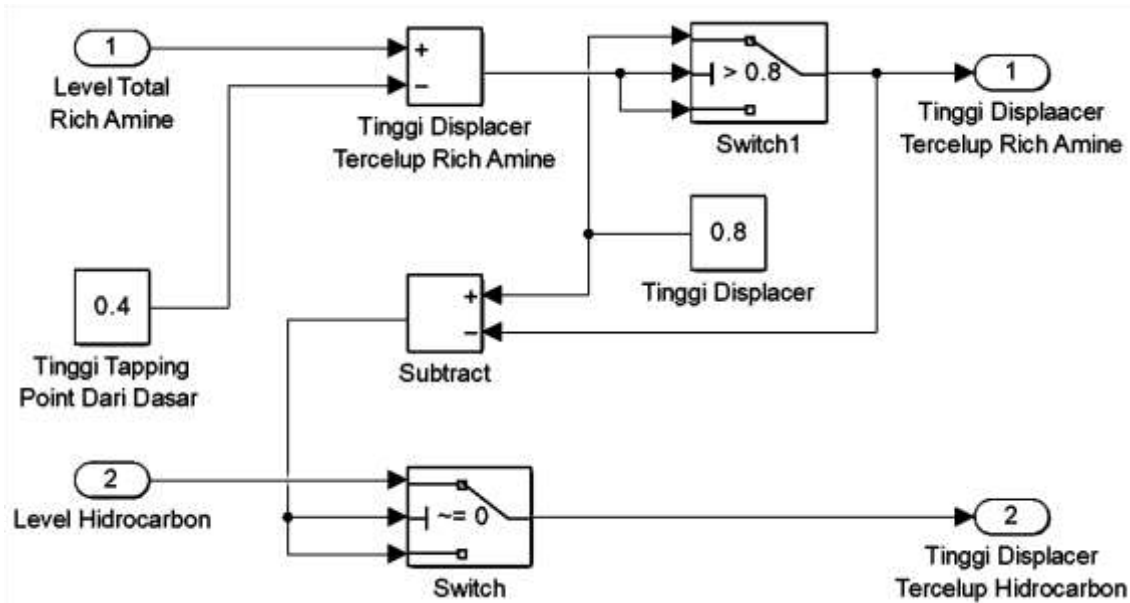 1
Level Total
Rich Amine
+
−
Tinggi Displacer
Tercelup Rich Amine
> 0.8
Switch1
1
Tinggi Displaacer
Tercelup Rich Amine
0.8
Tinggi Displacer
0.4
Tinggi Tapping
Point Dari Dasar
+
−
Subtract
2
Level Hidrocarbon
~= 0
Switch
2
Tinggi Displacer
Tercelup Hidrocarbon